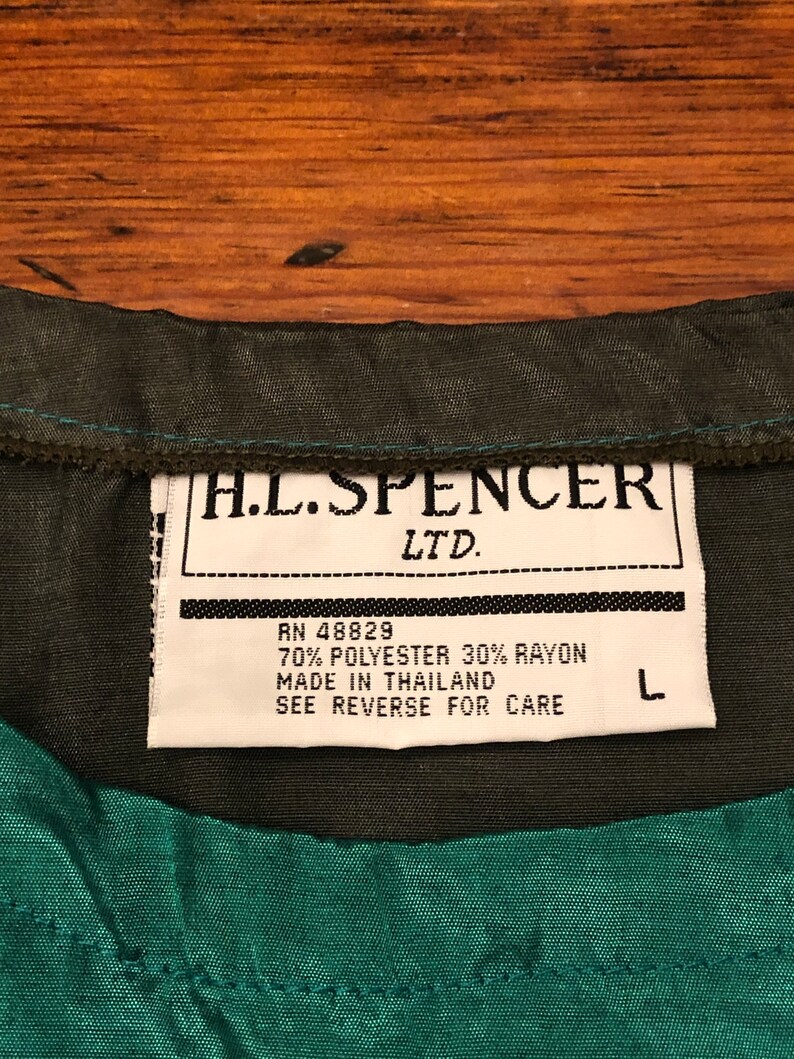 H.L.SPENCER
LTD.
RN 48829
70% POLYESTER 30% RAYON
MADE IN THAILAND
SEE REVERSE FOR CARE
L